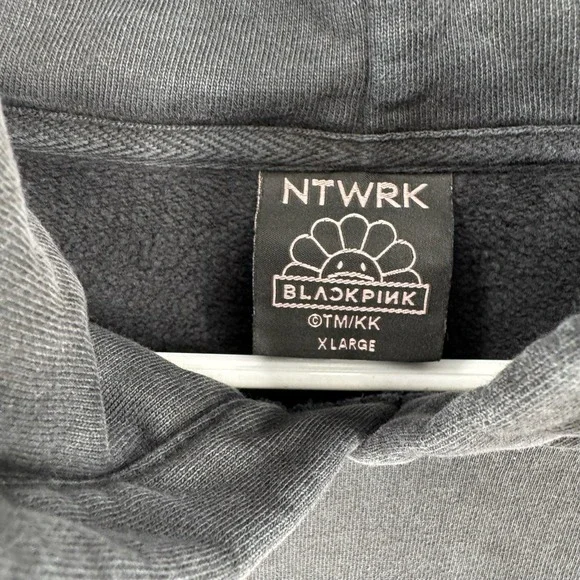 NTWRK
BLACKPINK
©TM/KK
X LARGE